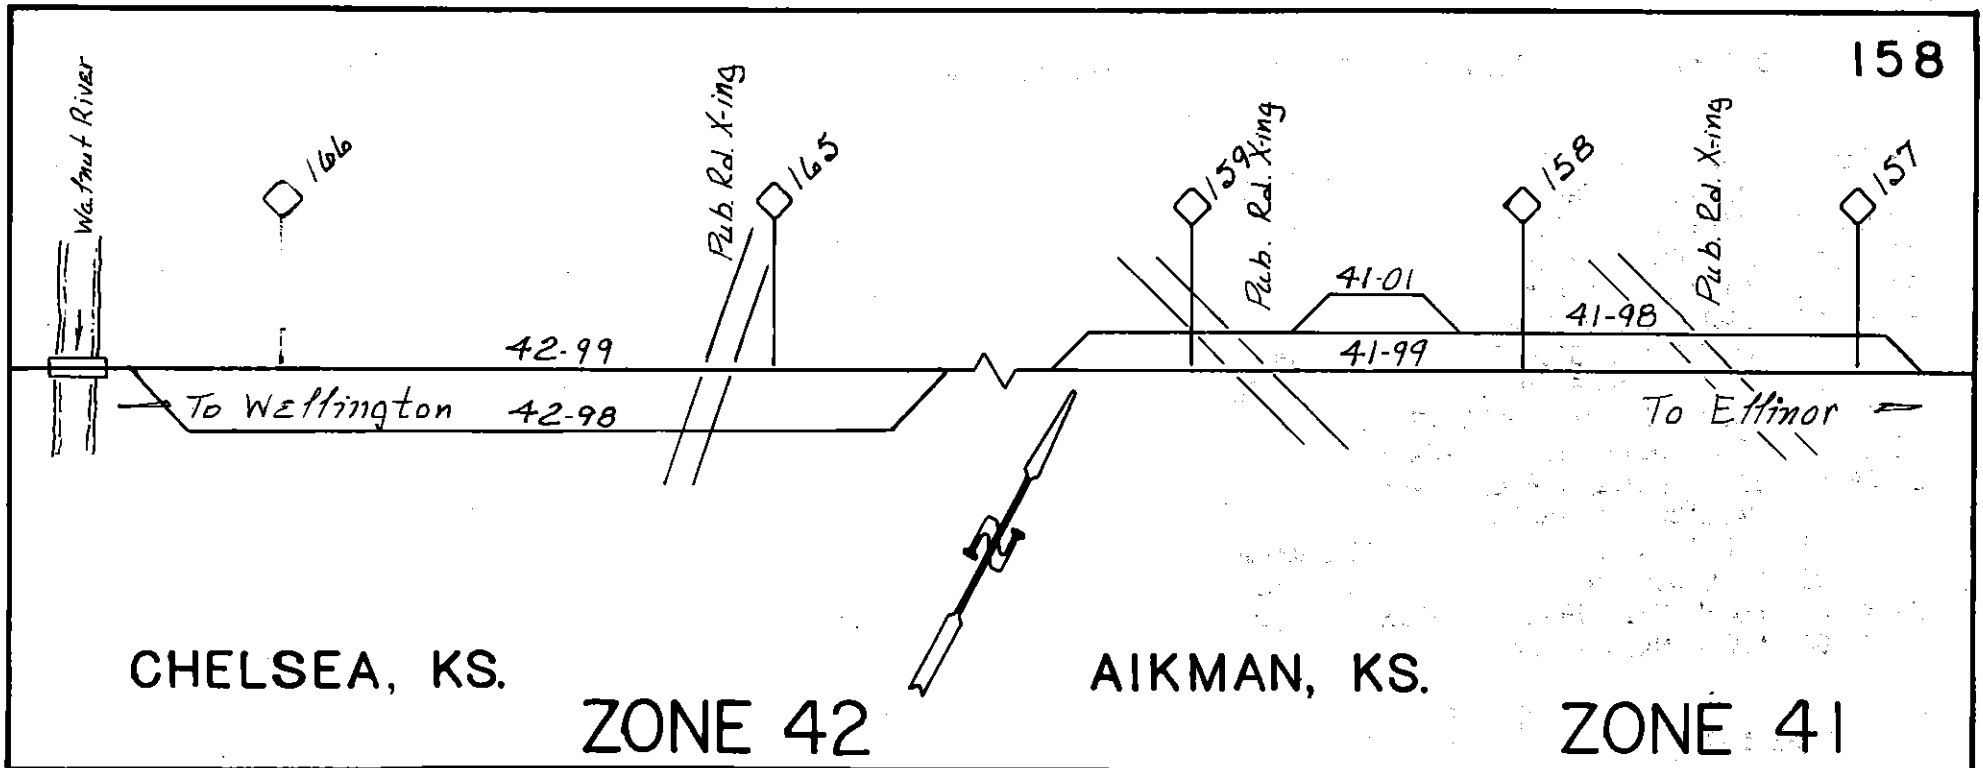 158
Walnut River
166
Pub. Rd. X-ing
165
159
Pub. Rd. X-ing
158
Pub. Rd. X-ing
157
41-01
41-98
42-99
41-99
To Wellington
42-98
To Ellinor
N
CHELSEA, KS.
AIKMAN, KS.
ZONE 42
ZONE 41